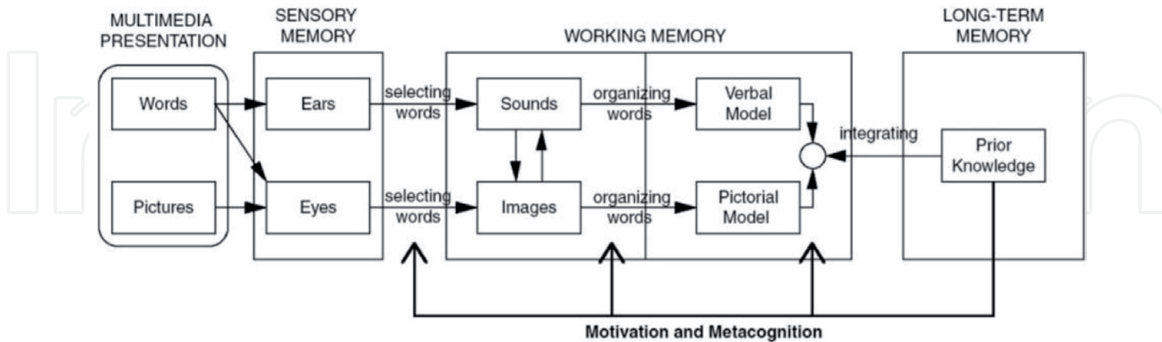 MULTIMEDIA
PRESENTATION
SENSORY
MEMORY
WORKING MEMORY
LONG-TERM
MEMORY
Words
Ears
selecting
words
Sounds
organizing
words
Verbal
Model
integrating
Prior
Knowledge
Pictures
Eyes
selecting
words
Images
organizing
words
Pictorial
Model
Motivation and Metacognition